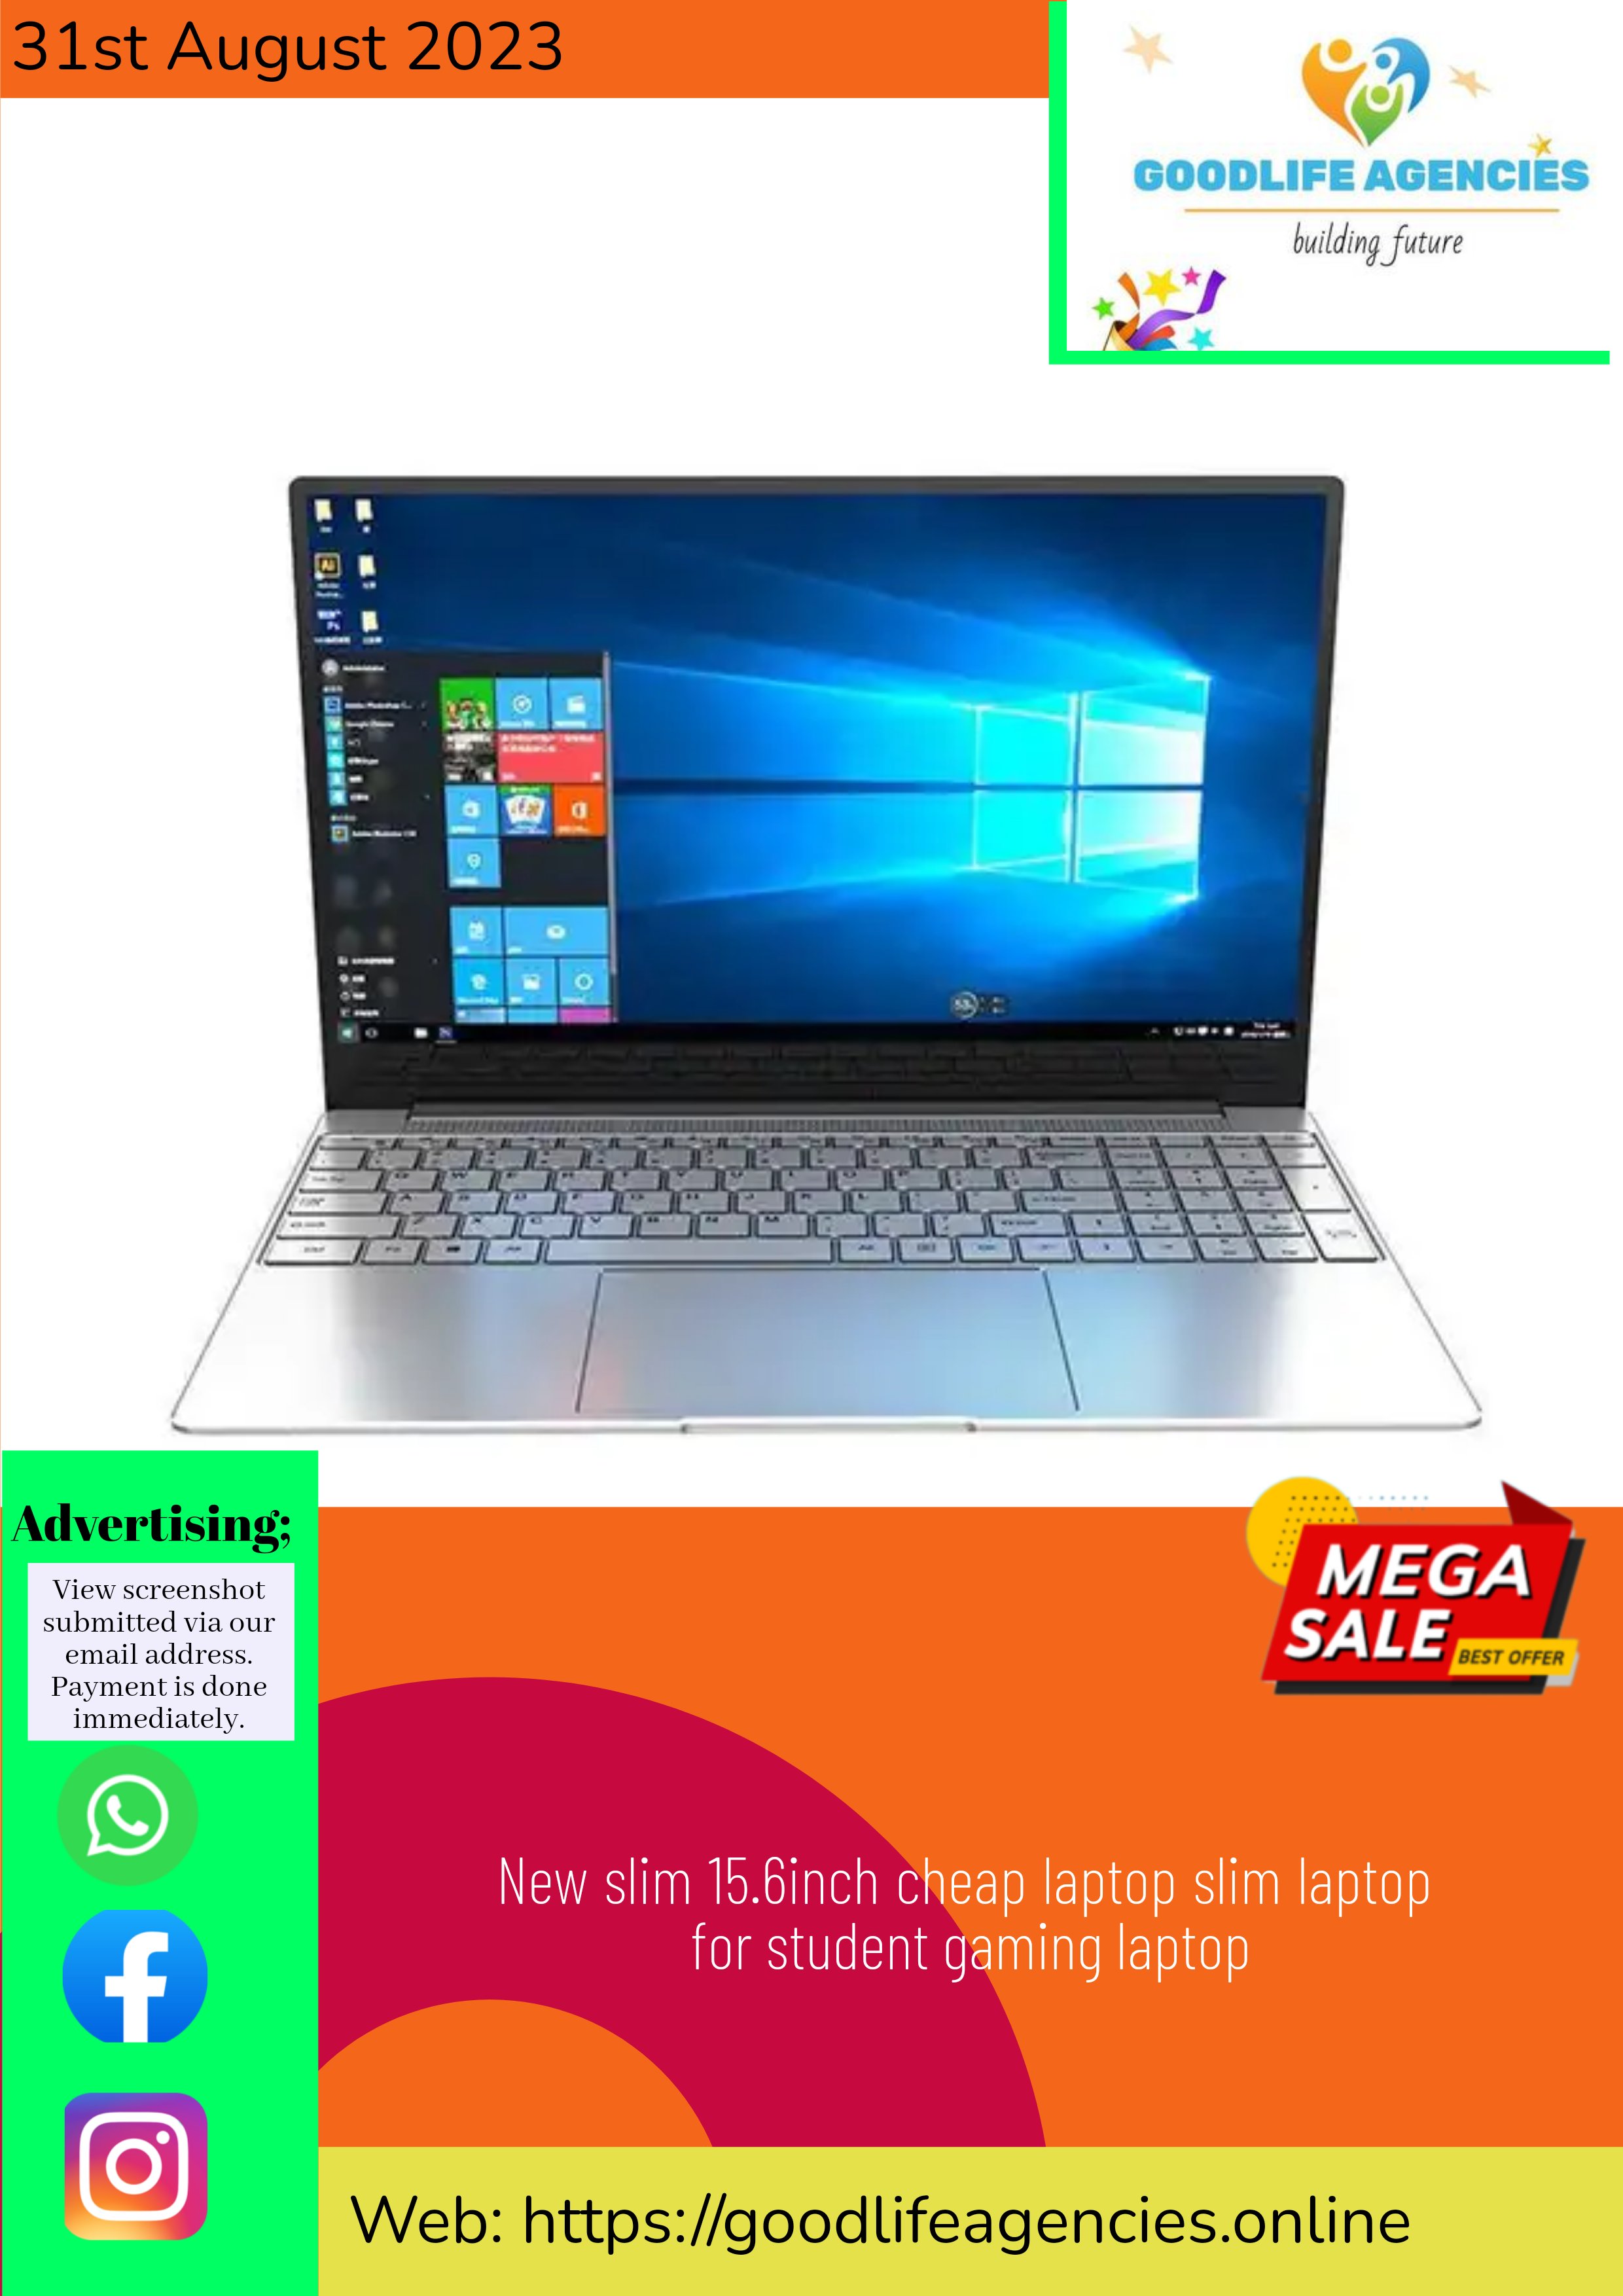 31st August 2023
GOODLIFE AGENCIES
building future
Advertising;
View screenshot
submitted via our
email address.
Payment is done
immediately.
MEGA
SALE
BEST OFFER
New slim 15.6inch cheap laptop slim laptop
for student gaming laptop
Web: https://goodlifeagencies.online